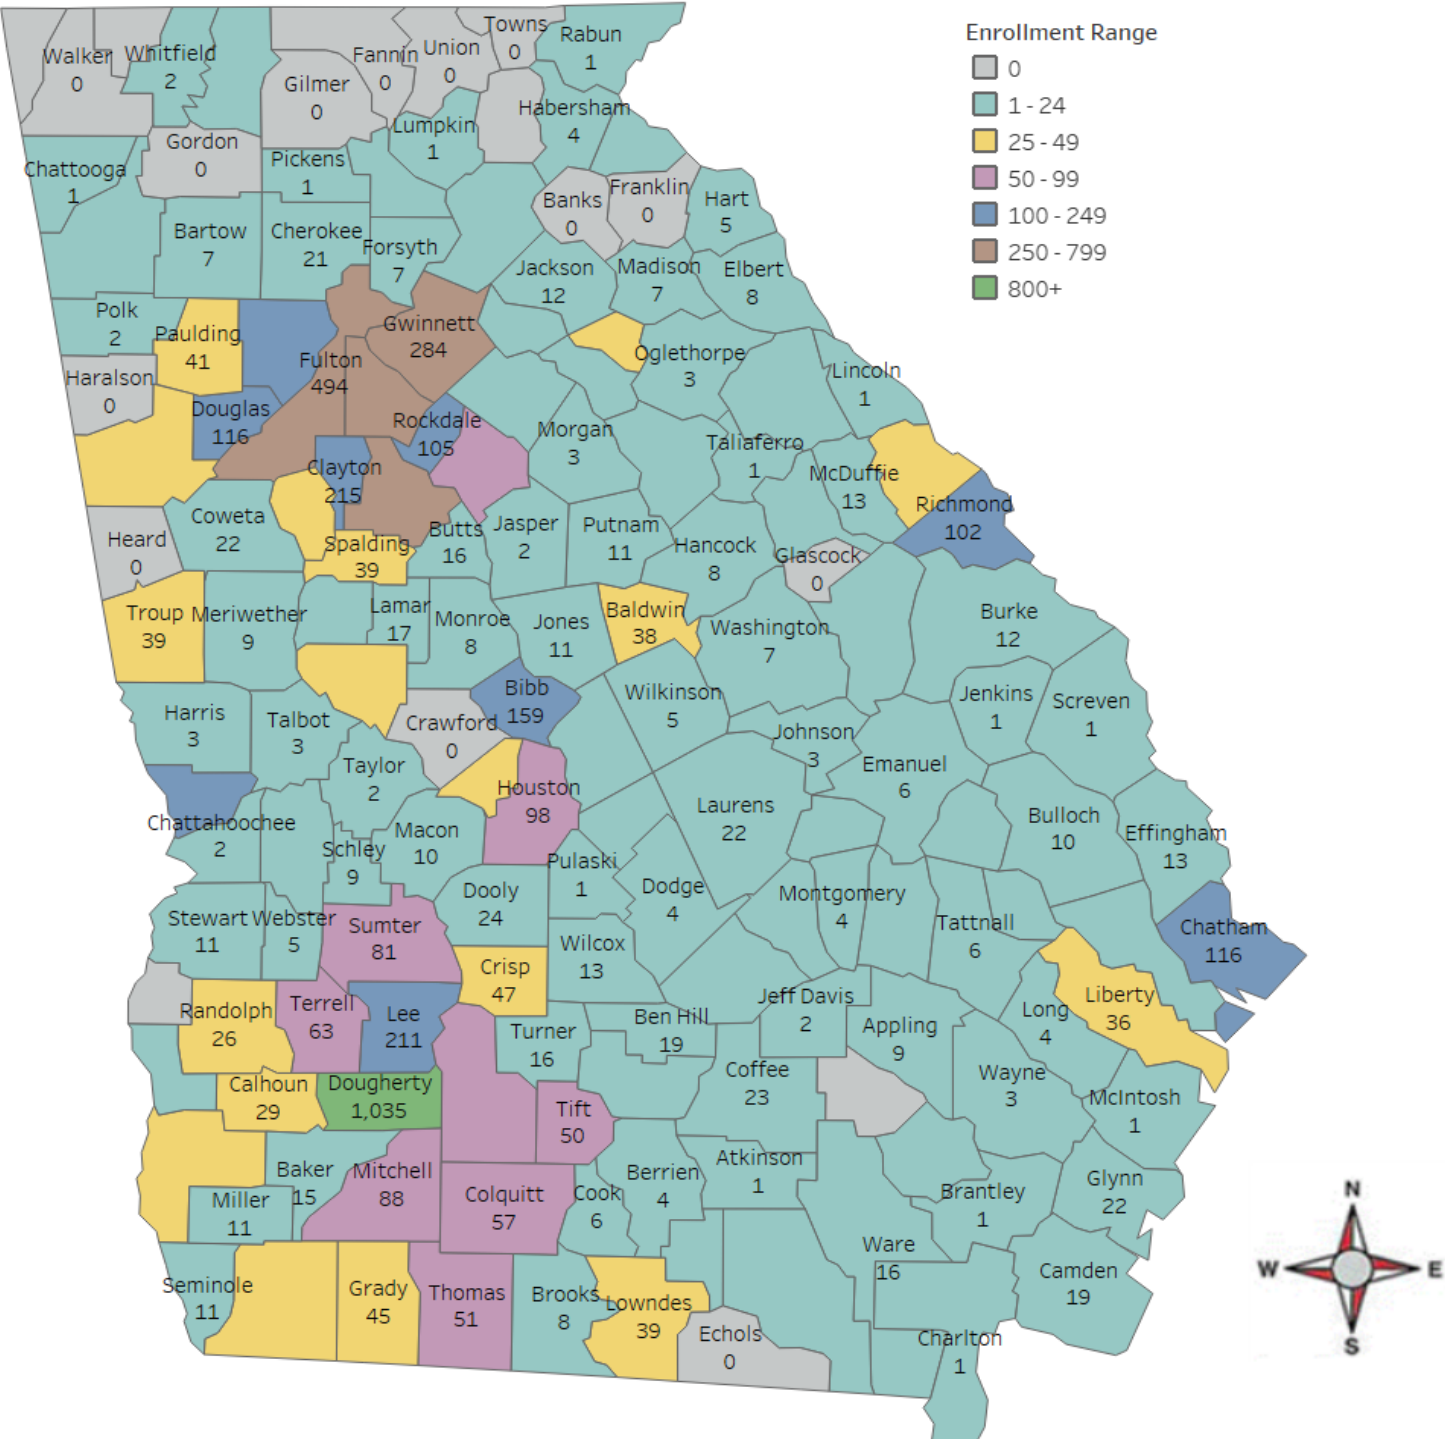 Enrollment Range
0
1 - 24
25 - 49
50 - 99
100 - 249
250 - 799
800+
Towns
0
Rabun
1
Union
0
Fannin
0
Walker
0
Whitfield
2
Gilmer
0
Habersham
4
Lumpkin
1
Gordon
0
Pickens
1
Chattooga
1
Banks
0
Franklin
0
Hart
5
Bartow
7
Cherokee
21
Forsyth
7
Jackson
12
Madison
7
Elbert
8
Polk
2
Paulding
41
Gwinnett
284
Fulton
494
Oglethorpe
3
Haralson
0
Lincoln
1
Douglas
116
Rockdale
105
Morgan
3
Taliaferro
1
Clayton
215
McDuffie
13
Richmond
102
Coweta
22
Butts
16
Jasper
2
Putnam
11
Heard
0
Spalding
39
Hancock
8
Glascock
0
Troup
39
Meriwether
9
Lamar
17
Monroe
8
Jones
11
Baldwin
38
Washington
7
Burke
12
Bibb
159
Wilkinson
5
Jenkins
1
Screven
1
Harris
3
Talbot
3
Crawford
0
Johnson
3
Taylor
2
Emanuel
6
Houston
98
Laurens
22
Chattahoochee
2
Macon
10
Bulloch
10
Effingham
13
Schley
9
Pulaski
1
Dooly
24
Dodge
4
Montgomery
4
Stewart
11
Webster
5
Sumter
81
Tattnall
6
Chatham
116
Wilcox
13
Crisp
47
Randolph
26
Terrell
63
Lee
211
Jeff Davis
2
Liberty
36
Long
4
Turner
16
Ben Hill
19
Appling
9
Calhoun
29
Dougherty
1,035
Coffee
23
Wayne
3
McIntosh
1
Tift
50
Baker
15
Mitchell
88
Atkinson
1
Berrien
4
Miller
11
Colquitt
57
Cook
6
Brantley
1
Glynn
22
Ware
16
Seminole
11
Grady
45
Thomas
51
Brooks
8
Lowndes
39
Camden
19
Echols
0
Charlton
1
N
W
E
S